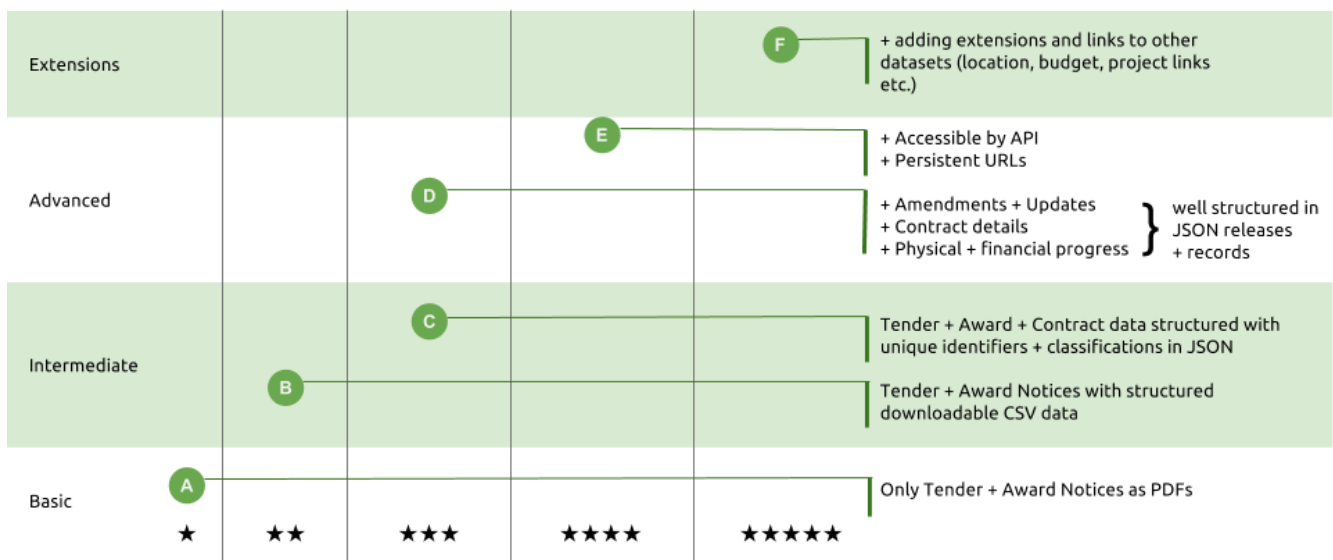 Extensions
F
+ adding extensions and links to other
datasets (location, budget, project links
etc.)
Advanced
E
+ Accessible by API
+ Persistent URLs
D
+ Amendments + Updates
+ Contract details
+ Physical + financial progress
}
well structured in
JSON releases
+ records
Intermediate
C
Tender + Award + Contract data structured with
unique identifiers + classifications in JSON
B
Tender + Award Notices with structured
downloadable CSV data
Basic
A
Only Tender + Award Notices as PDFs
★
★★
★★★
★★★★
★★★★★